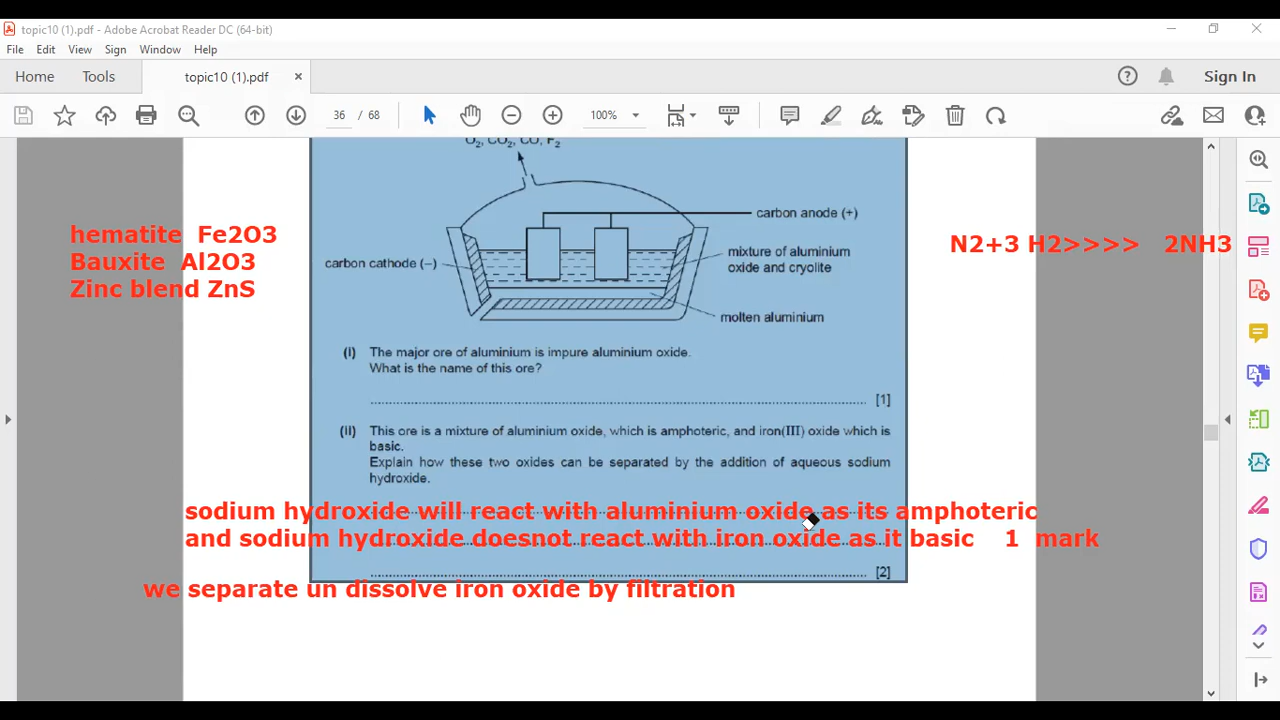 topic10 (1).pdf - Adobe Acrobat Reader DC (64-bit)
File Edit View Sign Window Help
Home Tools topic10 (1).pdf × Sign In
36 / 68 100%
O2, CO2, CO, F2
carbon anode (+)
mixture of aluminium
oxide and cryolite
carbon cathode (–)
molten aluminium
hematite Fe2O3
Bauxite Al2O3
Zinc blend ZnS
N2+3 H2>>>> 2NH3
(i) The major ore of aluminium is impure aluminium oxide.
What is the name of this ore?
[1]
(ii) This ore is a mixture of aluminium oxide, which is amphoteric, and iron(III) oxide which is
basic.
Explain how these two oxides can be separated by the addition of aqueous sodium
hydroxide.
sodium hydroxide will react with aluminium oxide as its amphoteric
and sodium hydroxide doesnot react with iron oxide as it basic 1 mark
[2]
we separate un dissolve iron oxide by filtration